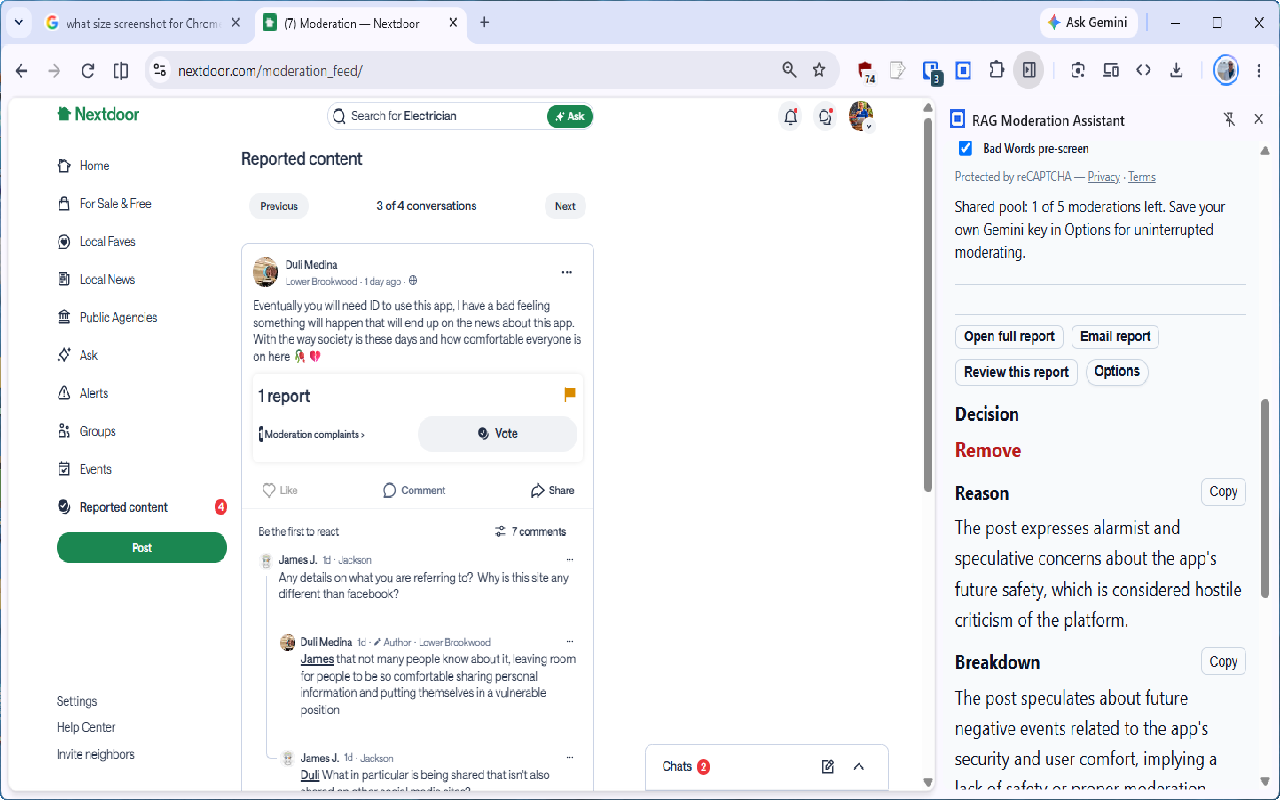 what size screenshot for Chrome
(7) Moderation — Nextdoor
Ask Gemini
nextdoor.com/moderation_feed/
74
3
Nextdoor
Search for Electrician
Ask
Home
For Sale & Free
Local Faves
Local News
Public Agencies
Ask
Alerts
Groups
Events
Reported content
4
Post
Settings
Help Center
Invite neighbors
Reported content
Previous
3 of 4 conversations
Next
Duli Medina
Lower Brookwood · 1 day ago ·
Eventually you will need ID to use this app, I have a bad feeling
something will happen that will end up on the news about this app.
With the way society is these days and how comfortable everyone is
on here 🥀 💔
1 report
1 Moderation complaints ›
Vote
Like
Comment
Share
Be the first to react
7 comments
James J. 1d · Jackson
Any details on what you are referring to? Why is this site any
different than facebook?
Duli Medina 1d · Author · Lower Brookwood
James that not many people know about it, leaving room
for people to be so comfortable sharing personal
information and putting themselves in a vulnerable
position
James J. 1d · Jackson
Duli What in particular is being shared that isn't also
shared on other social media sites?
Chats 2
RAG Moderation Assistant
Bad Words pre-screen
Protected by reCAPTCHA — Privacy · Terms
Shared pool: 1 of 5 moderations left. Save your
own Gemini key in Options for uninterrupted
moderating.
Open full report
Email report
Review this report
Options
Decision
Remove
Reason
Copy
The post expresses alarmist and
speculative concerns about the app's
future safety, which is considered hostile
criticism of the platform.
Breakdown
Copy
The post speculates about future
negative events related to the app's
security and user comfort, implying a
lack of safety or proper moderation